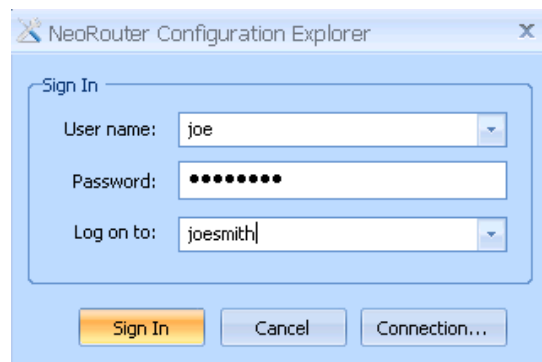 NeoRouter Configuration Explorer
Sign In
User name: joe
Password: ••••••••
Log on to: joesmith
Sign In Cancel Connection...